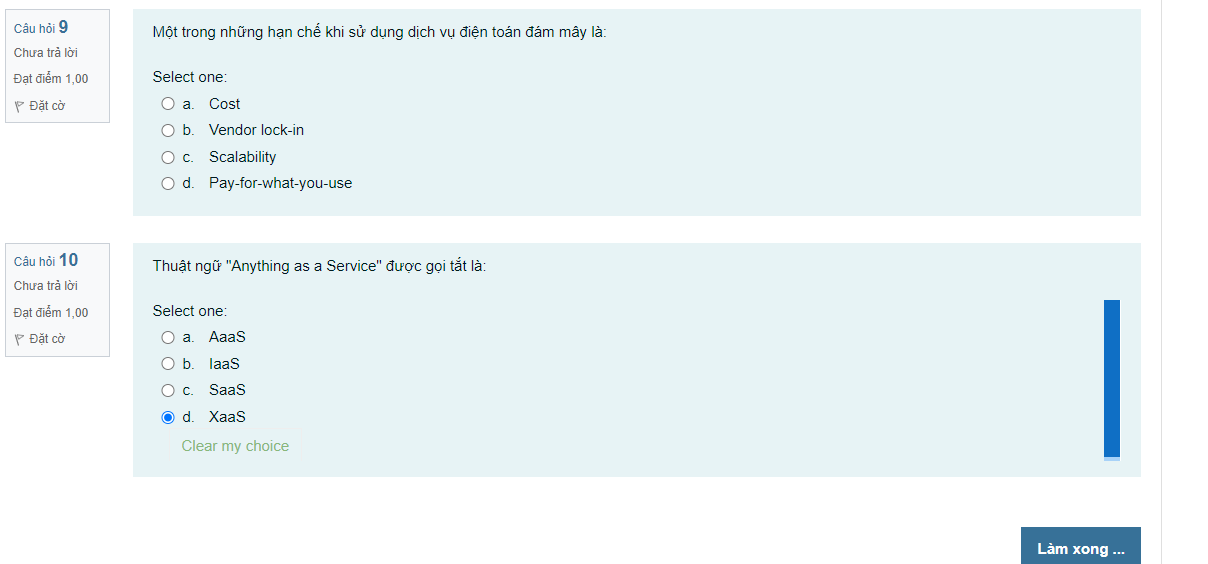 Câu hỏi 9
Chưa trả lời
Đạt điểm 1,00
Đặt cờ
Một trong những hạn chế khi sử dụng dịch vụ điện toán đám mây là:
Select one:
a. Cost
b. Vendor lock-in
c. Scalability
d. Pay-for-what-you-use
Câu hỏi 10
Chưa trả lời
Đạt điểm 1,00
Đặt cờ
Thuật ngữ "Anything as a Service" được gọi tắt là:
Select one:
a. AaaS
b. IaaS
c. SaaS
d. XaaS
Clear my choice
Làm xong ...